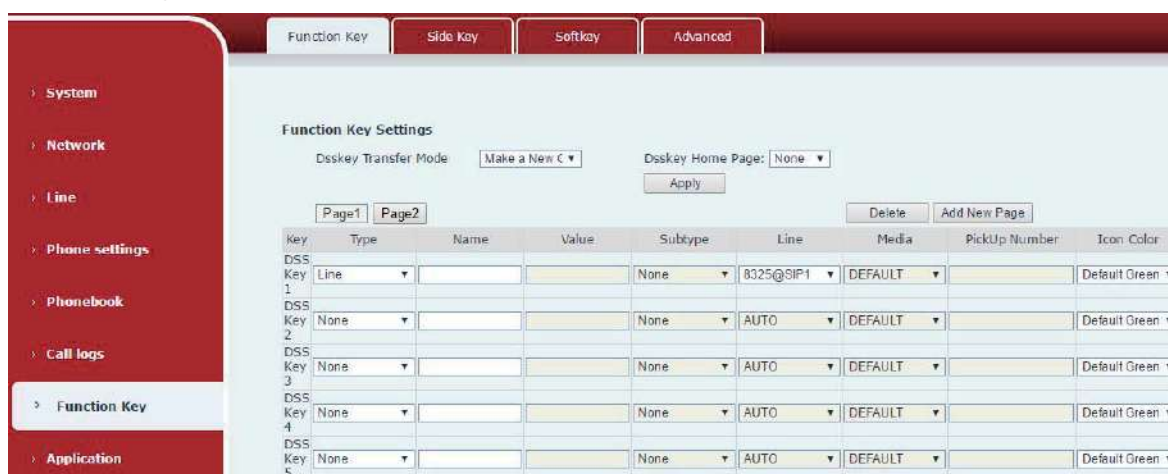 Function Key Side Key Softkey Advanced
System
Network
Line
Phone settings
Phonebook
Call logs
Function Key
Application
Function Key Settings
Dsskey Transfer Mode Make a New C Dsskey Home Page: None
Apply
Page1 Page2 Delete Add New Page
Key Type Name Value Subtype Line Media PickUp Number Icon Color
DSS Key 1 Line None 8325@SIP1 DEFAULT Default Green
DSS Key 2 None None AUTO DEFAULT Default Green
DSS Key 3 None None AUTO DEFAULT Default Green
DSS Key 4 None None AUTO DEFAULT Default Green
DSS Key 5 None None AUTO DEFAULT Default Green